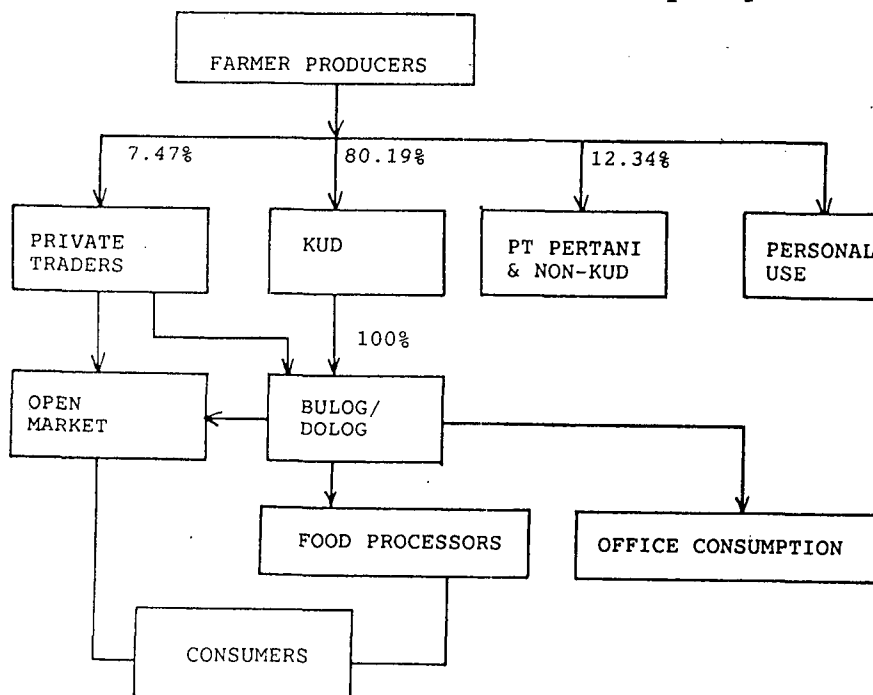 FARMER PRODUCERS
7.47%
80.19%
12.34%
PRIVATE
TRADERS
KUD
PT PERTANI
& NON-KUD
PERSONAL
USE
100%
OPEN
MARKET
BULOG/
DOLOG
FOOD PROCESSORS
OFFICE CONSUMPTION
CONSUMERS